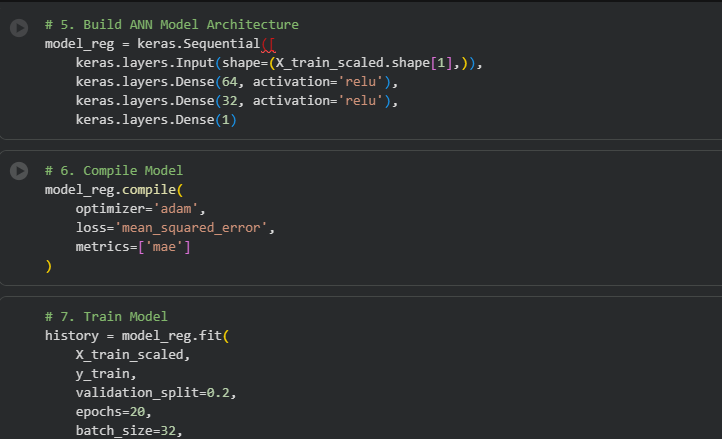 # 5. Build ANN Model Architecture
model_reg = keras.Sequential([
    keras.layers.Input(shape=(X_train_scaled.shape[1],)),
    keras.layers.Dense(64, activation='relu'),
    keras.layers.Dense(32, activation='relu'),
    keras.layers.Dense(1)
# 6. Compile Model
model_reg.compile(
    optimizer='adam',
    loss='mean_squared_error',
    metrics=['mae']
)
# 7. Train Model
history = model_reg.fit(
    X_train_scaled,
    y_train,
    validation_split=0.2,
    epochs=20,
    batch_size=32,